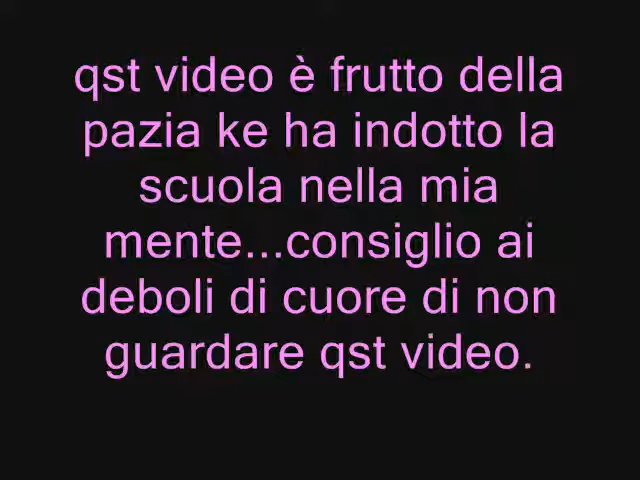 qst video è frutto della
pazia ke ha indotto la
scuola nella mia
mente...consiglio ai
deboli di cuore di non
guardare qst video.